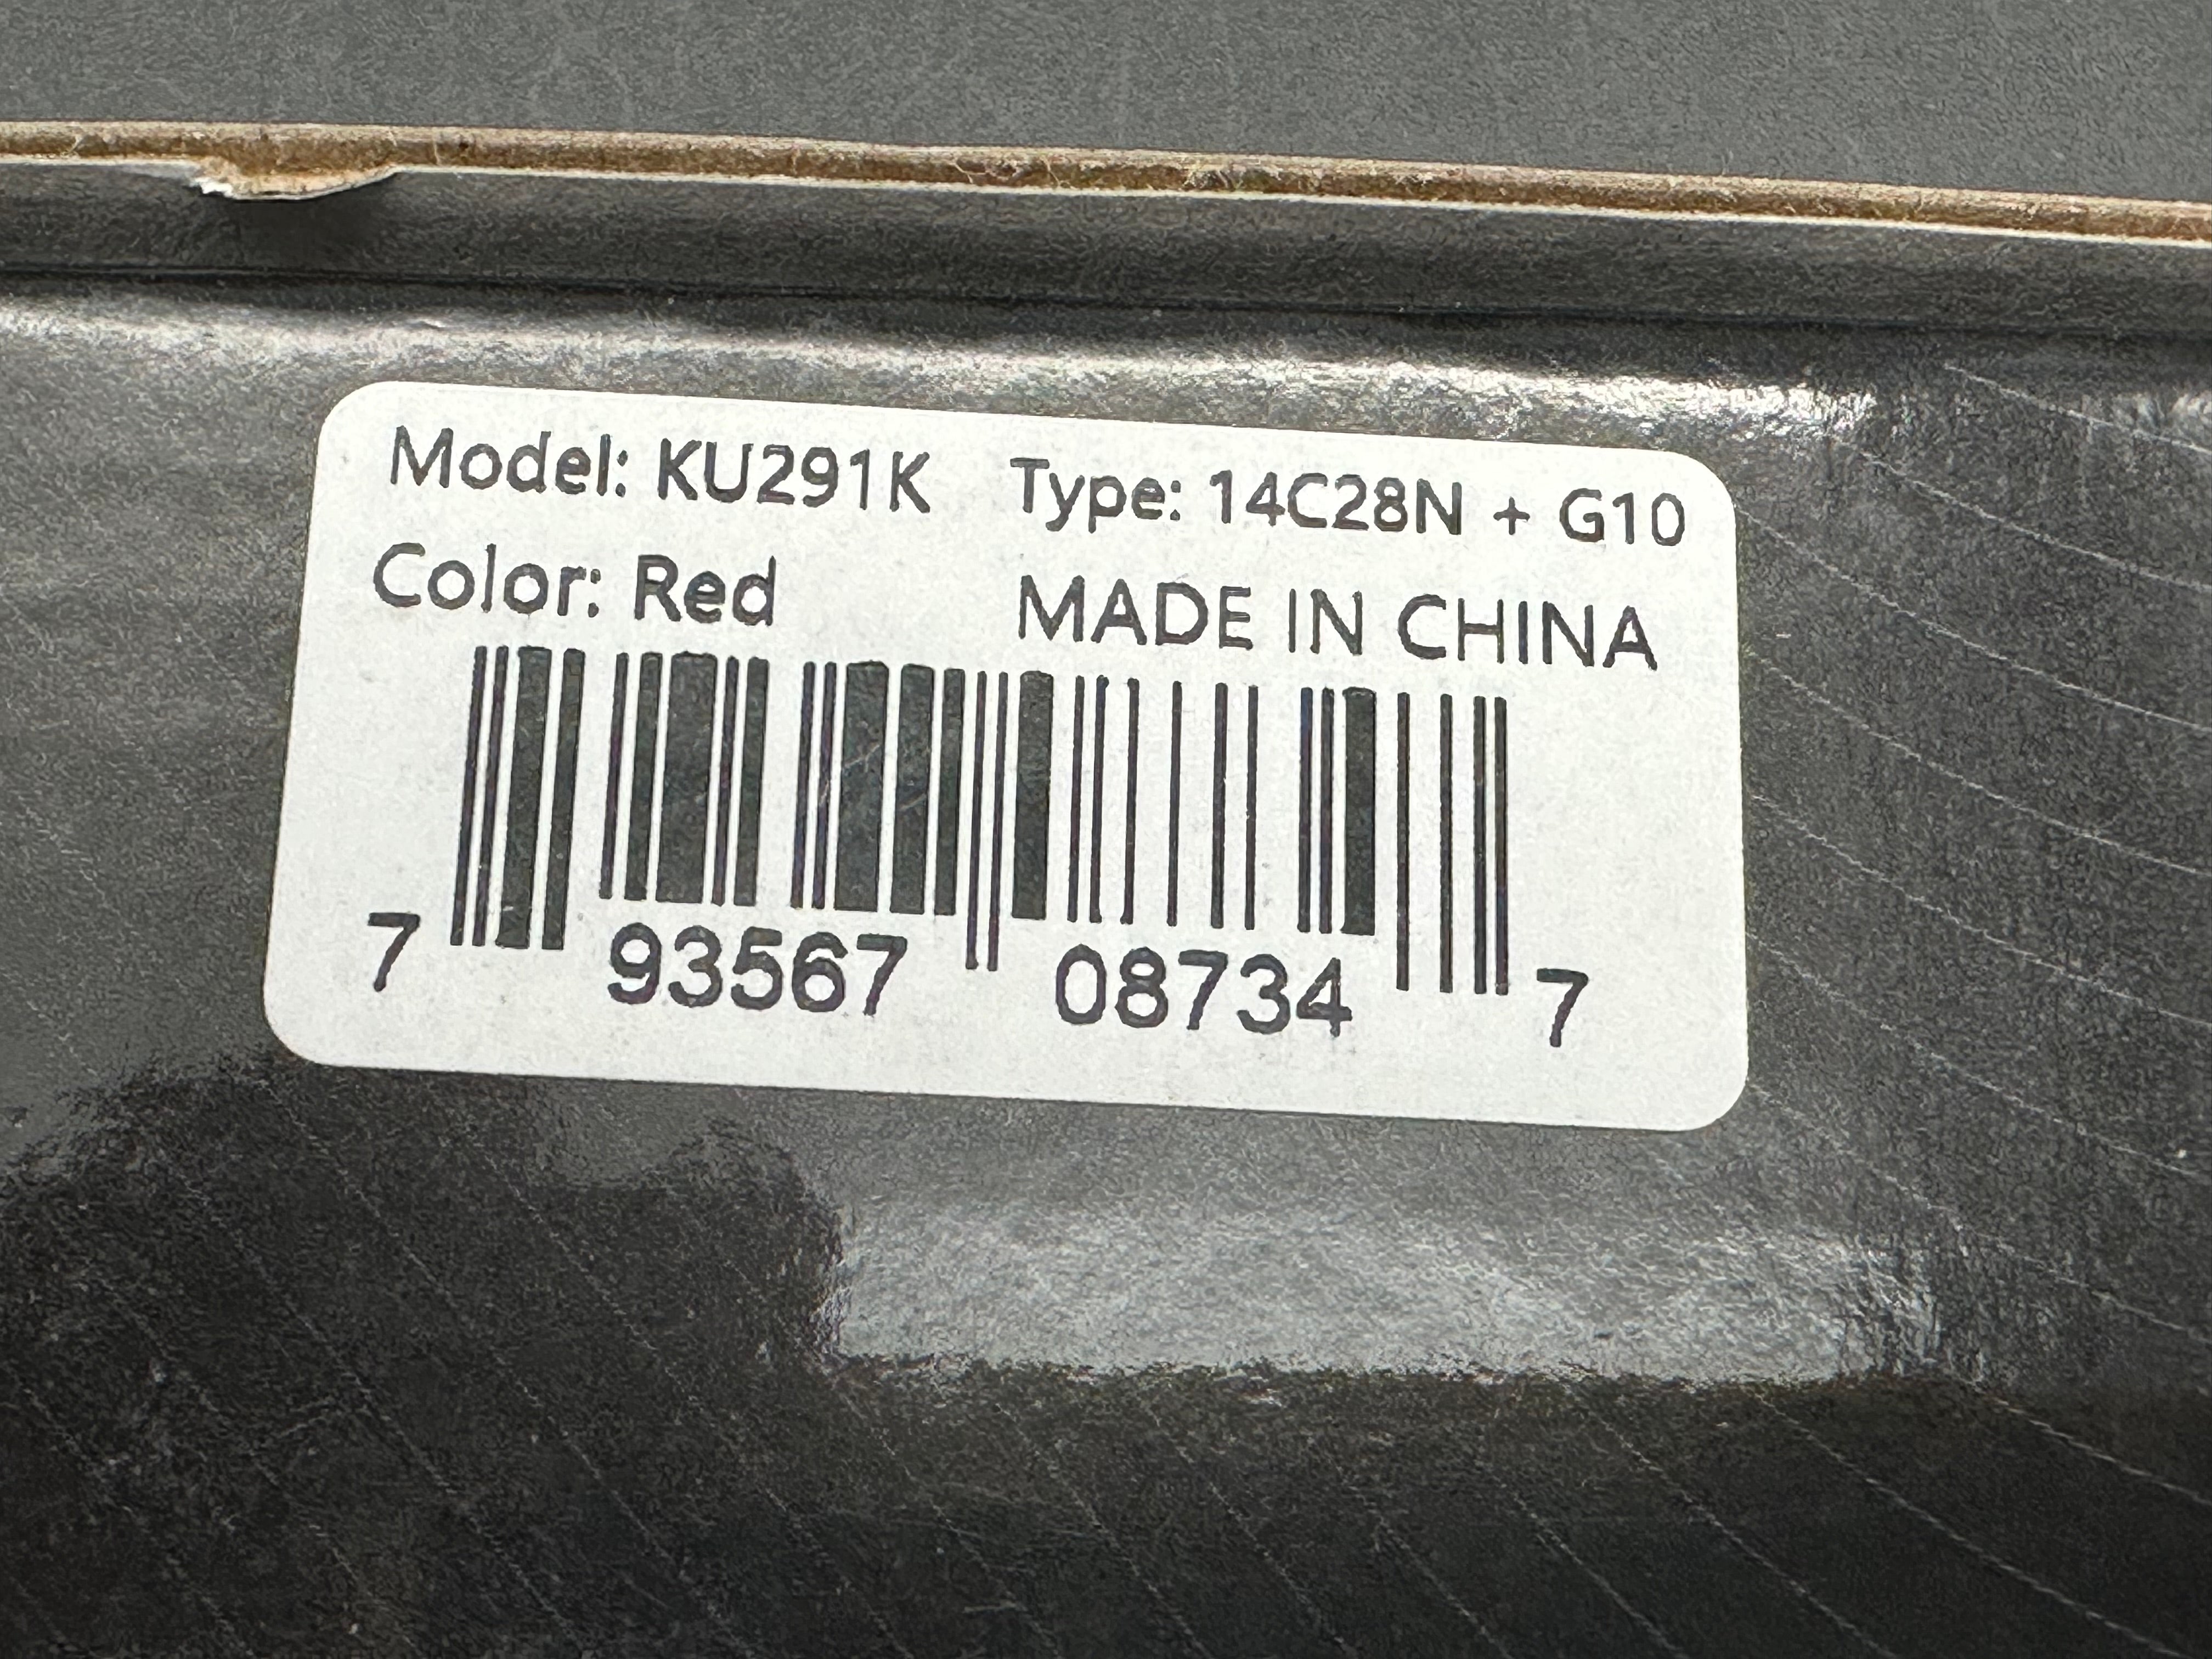 Model: KU291K Type: 14C28N + G10
Color: Red MADE IN CHINA
7 93567 08734 7